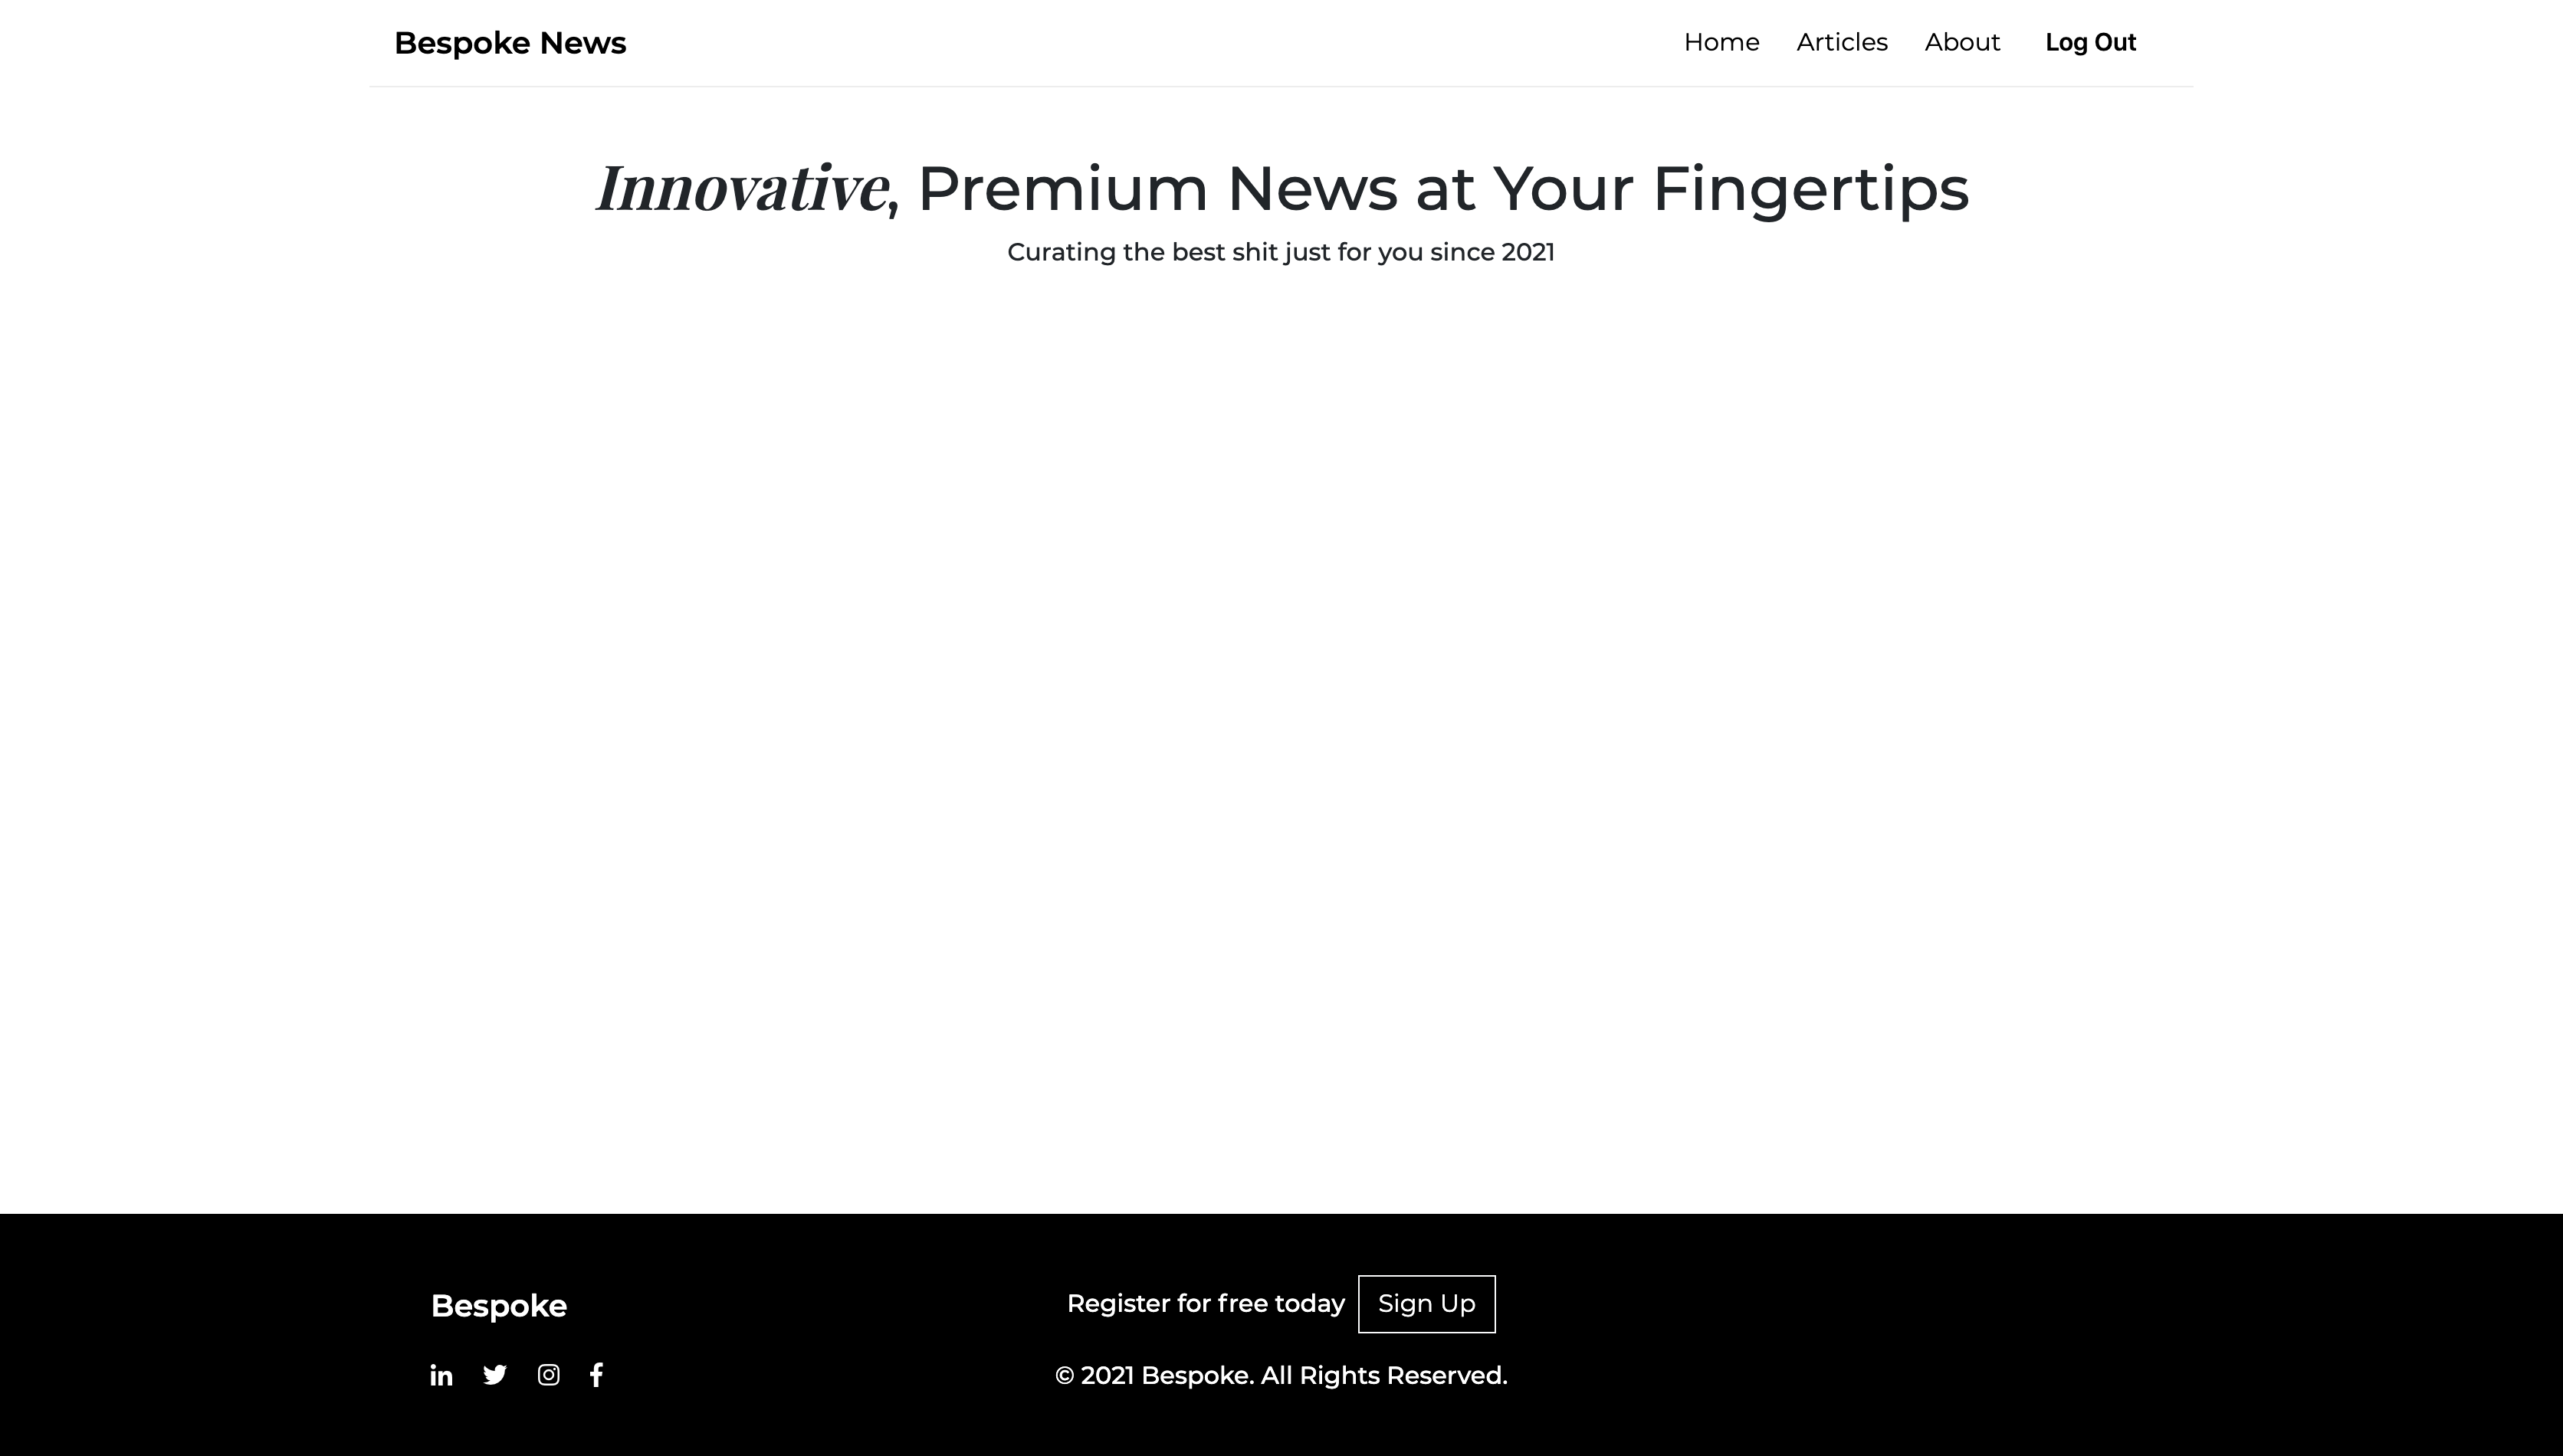 Bespoke News
Home Articles About Log Out
Innovative, Premium News at Your Fingertips
Curating the best shit just for you since 2021
Bespoke
Register for free today Sign Up
© 2021 Bespoke. All Rights Reserved.